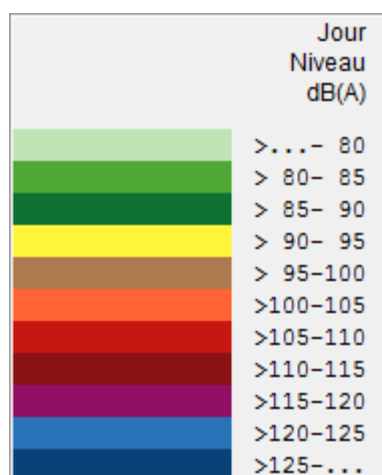 Jour
Niveau
dB(A)
>...- 80
> 80- 85
> 85- 90
> 90- 95
> 95-100
>100-105
>105-110
>110-115
>115-120
>120-125
>125-...